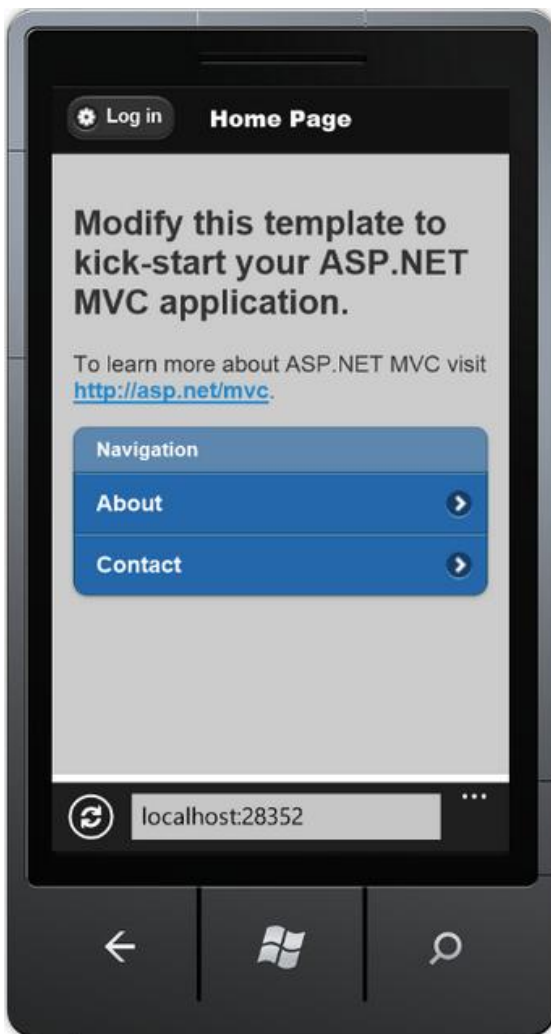 Log in
Home Page
Modify this template to
kick-start your ASP.NET
MVC application.
To learn more about ASP.NET MVC visit
http://asp.net/mvc.
Navigation
About
Contact
localhost:28352